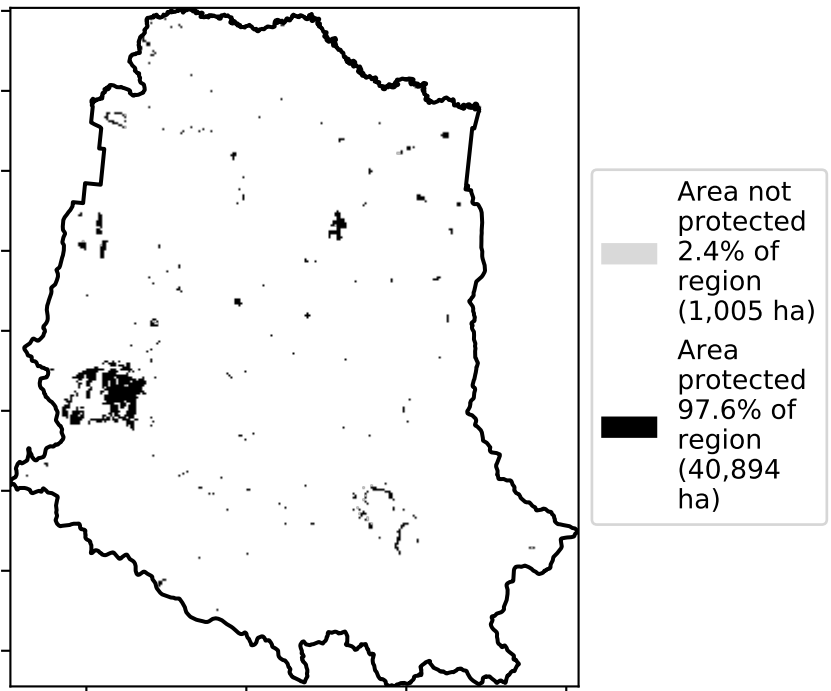 Area not
protected
2.4% of
region
(1,005 ha)
Area
protected
97.6% of
region
(40,894
ha)